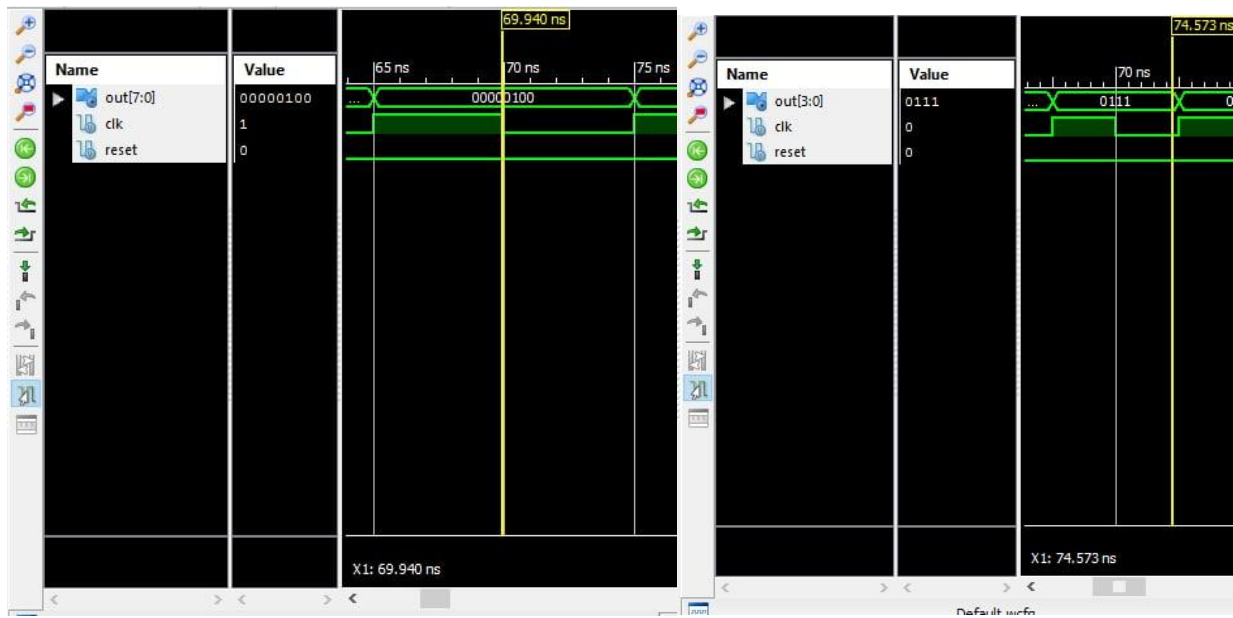 69.940 ns
Name Value
65 ns 70 ns 75 ns
out[7:0] 00000100 ... 00000100
clk 1
reset 0
X1: 69.940 ns
74.573 ns
Name Value
70 ns
out[3:0] 0111 ... 0111 0
clk 0
reset 0
X1: 74.573 ns
Default.wcfg